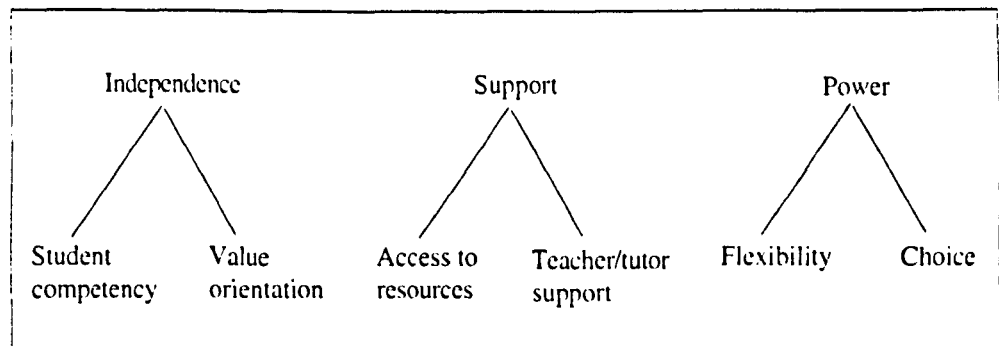 Independence Support Power
Student Value Access to Teacher/tutor Flexibility Choice
competency orientation resources support